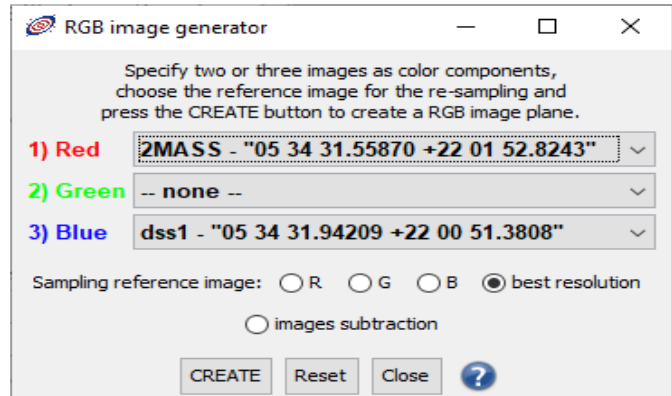 RGB image generator
Specify two or three images as color components,
choose the reference image for the re-sampling and
press the CREATE button to create a RGB image plane.
1) Red 2MASS - "05 34 31.55870 +22 01 52.8243"
2) Green -- none --
3) Blue dss1 - "05 34 31.94209 +22 00 51.3808"
Sampling reference image: R G B best resolution
images subtraction
CREATE Reset Close ?